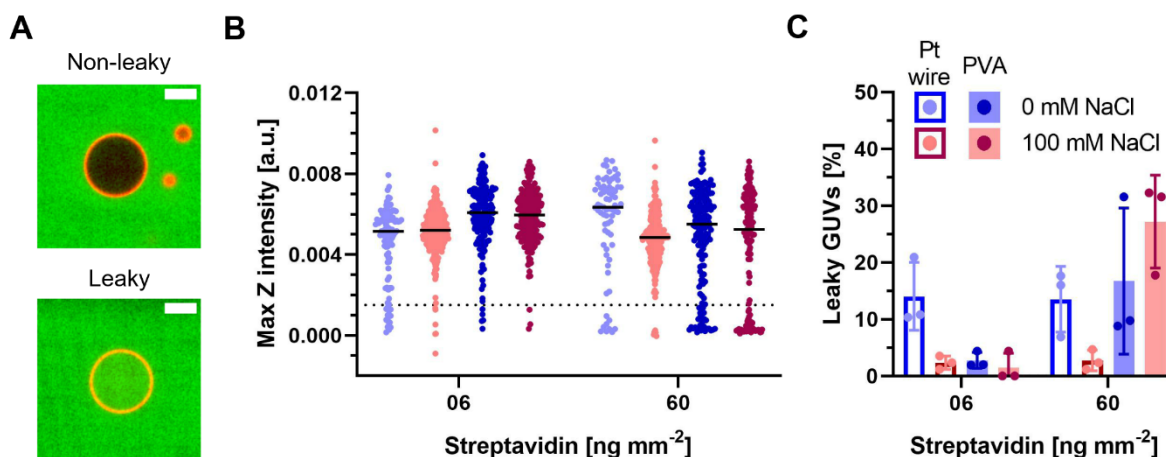 A
Non-leaky
Leaky
B
Max Z intensity [a.u.]
0.012
0.008
0.004
0.000
06
60
Streptavidin [ng mm⁻²]
C
Pt
wire
PVA
0 mM NaCl
100 mM NaCl
Leaky GUVs [%]
50
40
30
20
10
0
06
60
Streptavidin [ng mm⁻²]